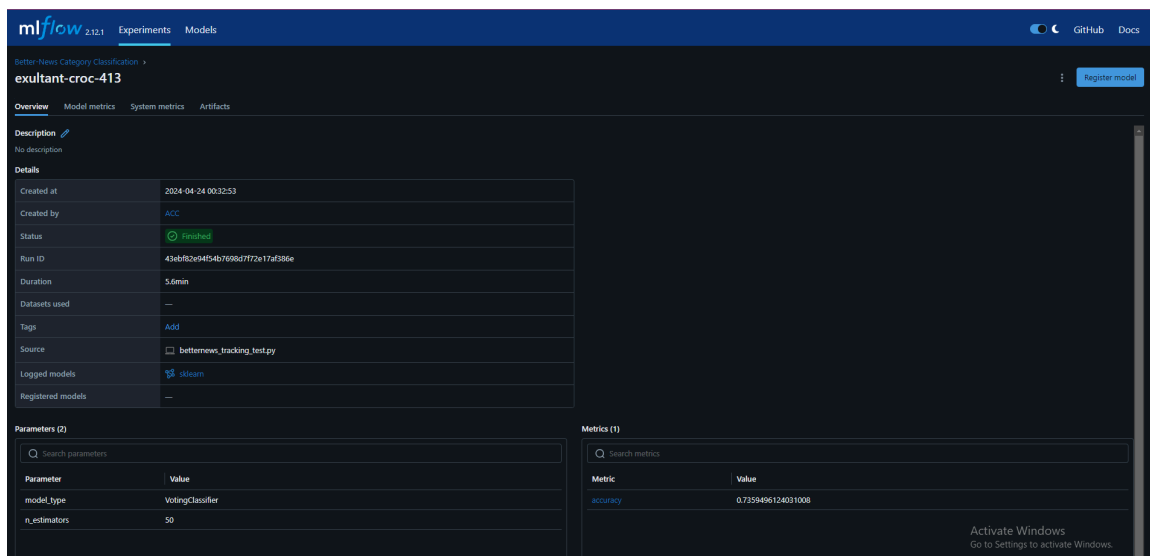 mlflow 2.12.1 Experiments Models GitHub Docs
Better-News Category Classification ›
exultant-croc-413 Register model
Overview Model metrics System metrics Artifacts
Description
No description
Details
Created at 2024-04-24 00:32:53
Created by ACC
Status Finished
Run ID 43ebf82e94f54b7698d7f72e17af386e
Duration 5.6min
Datasets used —
Tags Add
Source betternews_tracking_test.py
Logged models sklearn
Registered models —
Parameters (2) Metrics (1)
Search parameters Search metrics
Parameter Value Metric Value
model_type VotingClassifier accuracy 0.7359496124031008
n_estimators 50
Activate Windows
Go to Settings to activate Windows.